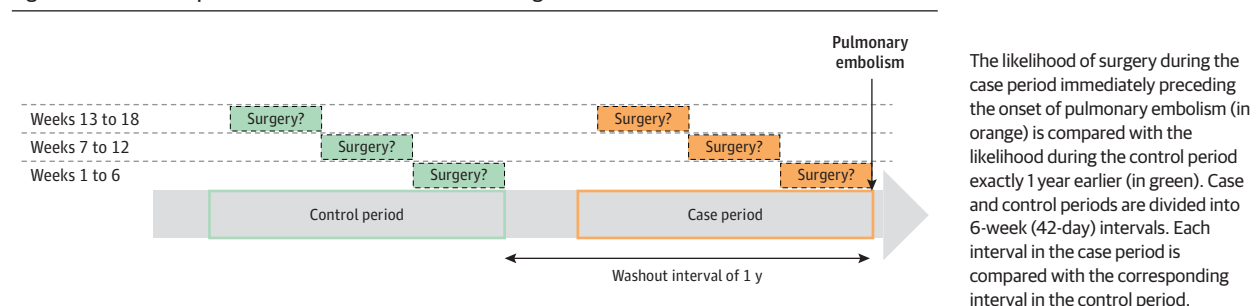 Pulmonary
embolism
Weeks 13 to 18
Surgery?
Surgery?
Weeks 7 to 12
Surgery?
Surgery?
Weeks 1 to 6
Surgery?
Surgery?
Control period
Case period
Washout interval of 1 y
The likelihood of surgery during the
case period immediately preceding
the onset of pulmonary embolism (in
orange) is compared with the
likelihood during the control period
exactly 1 year earlier (in green). Case
and control periods are divided into
6-week (42-day) intervals. Each
interval in the case period is
compared with the corresponding
interval in the control period.